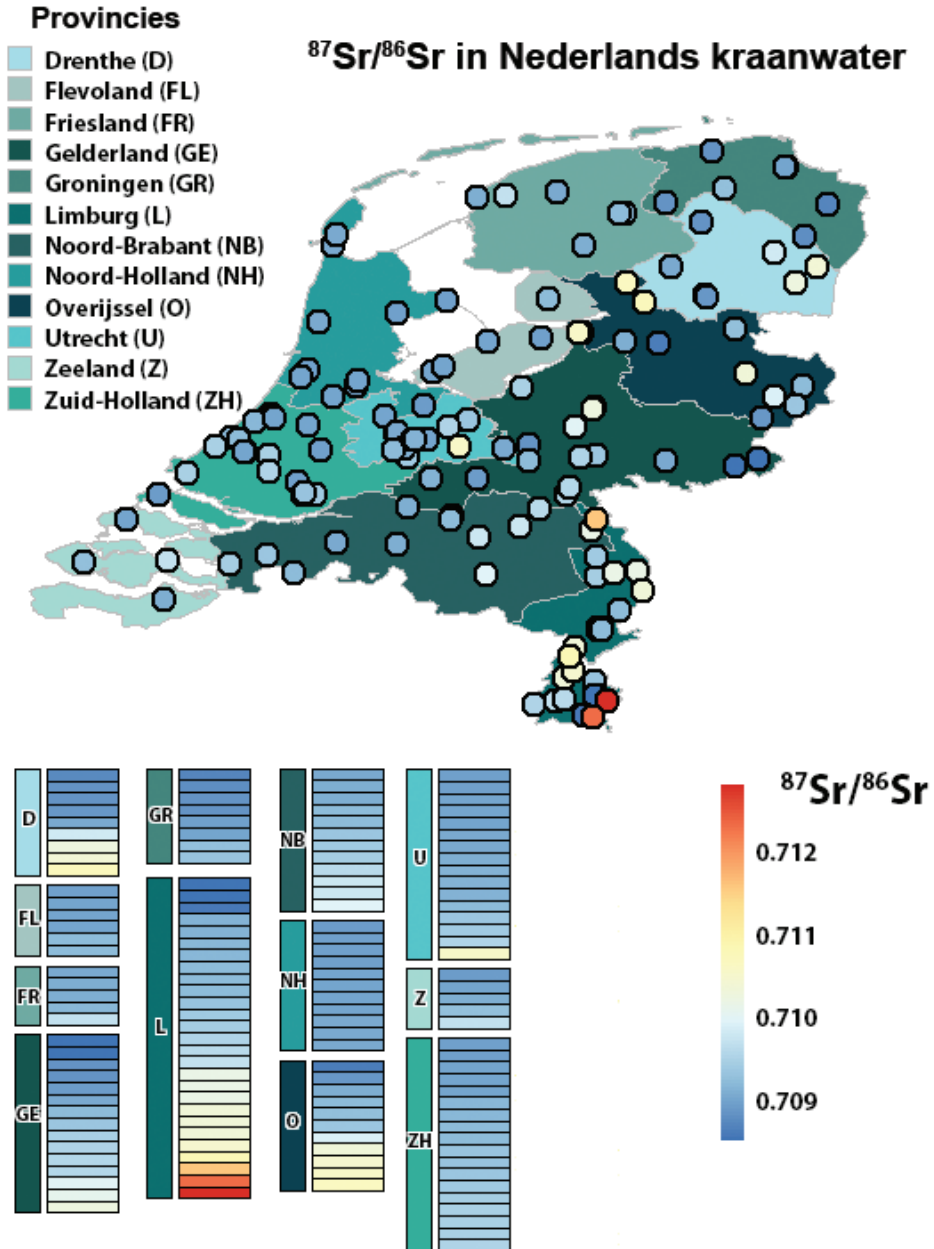 Provincies
Drenthe (D)
Flevoland (FL)
Friesland (FR)
Gelderland (GE)
Groningen (GR)
Limburg (L)
Noord-Brabant (NB)
Noord-Holland (NH)
Overijssel (O)
Utrecht (U)
Zeeland (Z)
Zuid-Holland (ZH)
⁸⁷Sr/⁸⁶Sr in Nederlands kraanwater
D
FL
FR
GE
GR
L
NB
NH
O
U
Z
ZH
⁸⁷Sr/⁸⁶Sr
0.712
0.711
0.710
0.709